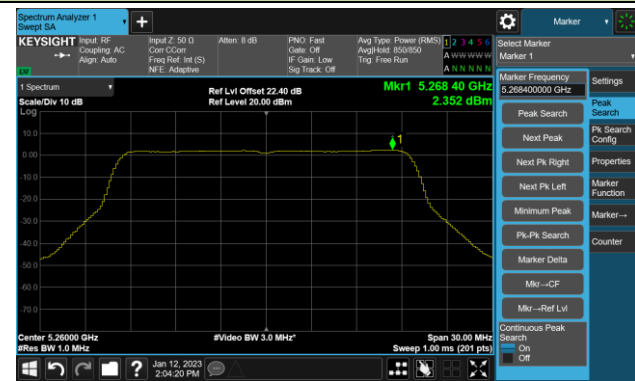 Spectrum Analyzer 1
Swept SA
+
Marker
KEYSIGHT
Input: RF
Coupling: AC
Align: Auto
Input Z: 50 Ω
Corr CCorr
Freq Ref: Int (S)
NFE: Adaptive
Atten: 8 dB
PNO: Fast
Gate: Off
IF Gain: Low
Sig Track: Off
Avg Type: Power (RMS)
Avg|Hold: 850/850
Trig: Free Run
1 2 3 4 5 6
A W W W W W
A N N N N N
Select Marker
Marker 1
1 Spectrum
Scale/Div 10 dB
Log
Ref Lvl Offset 22.40 dB
Ref Level 20.00 dBm
Mkr1 5.268 40 GHz
2.352 dBm
10.0
0.00
-10.0
-20.0
-30.0
-40.0
-50.0
-60.0
-70.0
1
Center 5.26000 GHz
#Res BW 1.0 MHz
#Video BW 3.0 MHz*
Span 30.00 MHz
Sweep 1.00 ms (201 pts)
Marker Frequency
5.268400000 GHz
Peak Search
Next Peak
Next Pk Right
Next Pk Left
Minimum Peak
Pk-Pk Search
Marker Delta
Mkr→CF
Mkr→Ref Lvl
Continuous Peak
Search
On
Off
Settings
Peak
Search
Pk Search
Config
Properties
Marker
Function
Marker→
Counter
?
Jan 12, 2023
2:04:20 PM